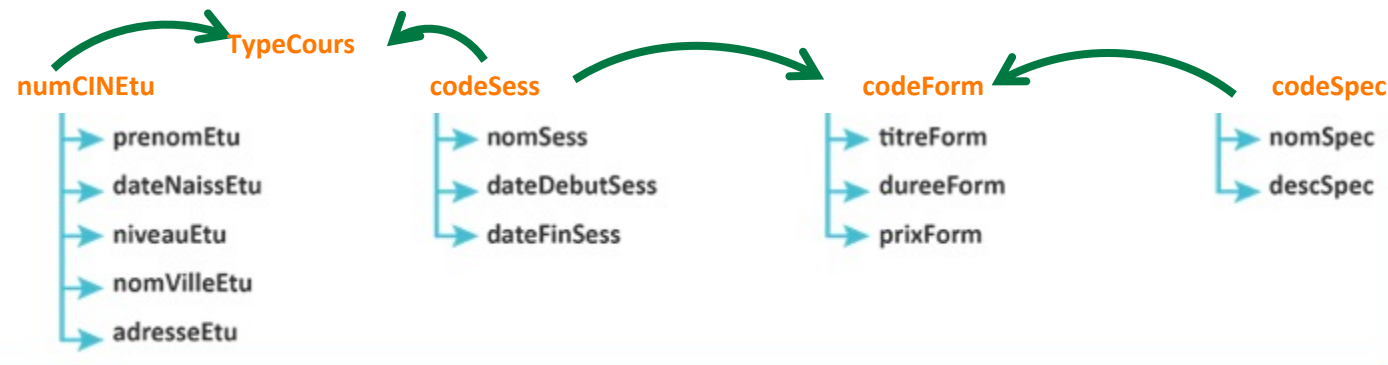 TypeCours
numCINEtu
prenomEtu
dateNaissEtu
niveauEtu
nomVilleEtu
adresseEtu
codeSess
nomSess
dateDebutSess
dateFinSess
codeForm
titreForm
dureeForm
prixForm
codeSpec
nomSpec
descSpec